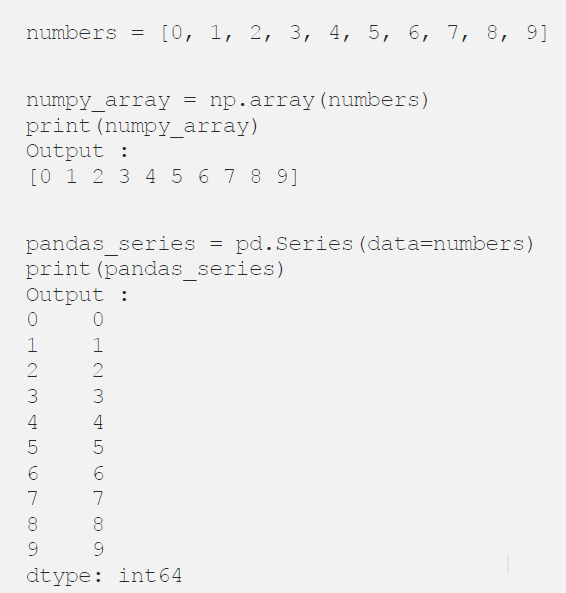 numbers = [0, 1, 2, 3, 4, 5, 6, 7, 8, 9]
numpy_array = np.array(numbers)
print(numpy_array)
Output :
[0 1 2 3 4 5 6 7 8 9]
pandas_series = pd.Series(data=numbers)
print(pandas_series)
Output :
0    0
1    1
2    2
3    3
4    4
5    5
6    6
7    7
8    8
9    9
dtype: int64